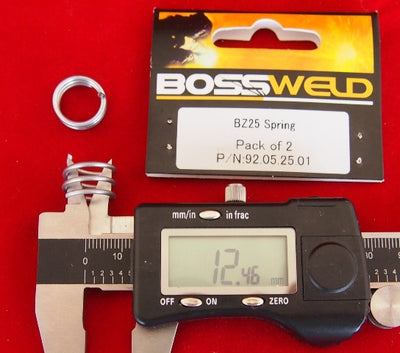 BOSSWELD
BZ25 Spring
Pack of 2
P/N:92.05.25.01
mm/in in frac
12.46 mm
OFF ON ZERO
0 10